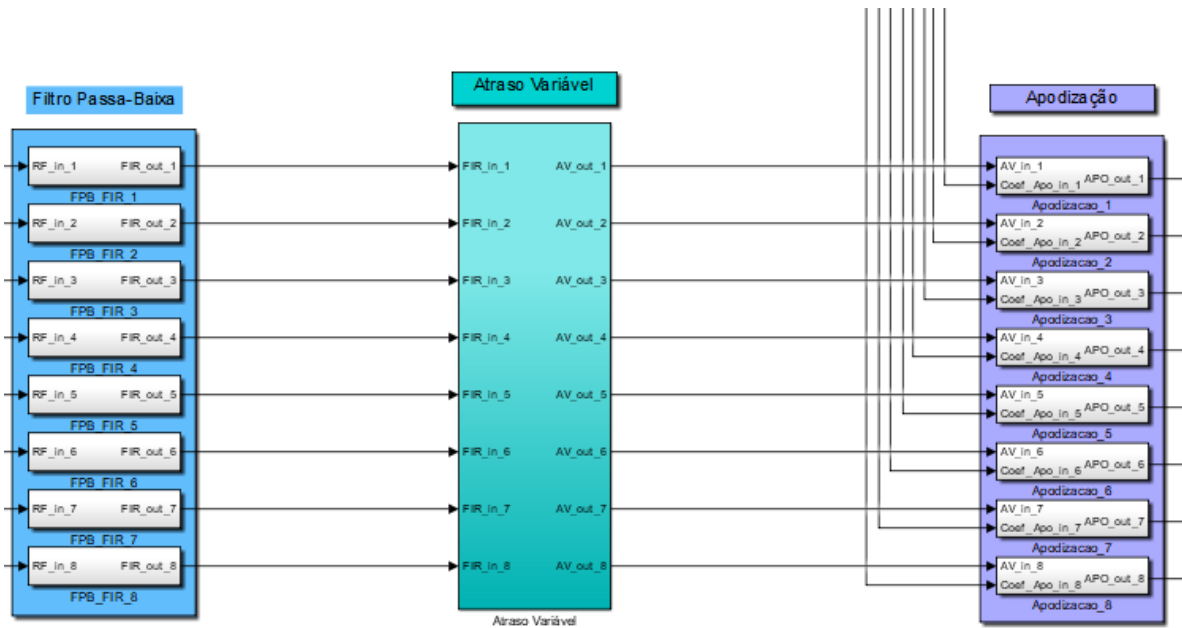 Filtro Passa-Baixa
RF_in_1 FIR_out_1
FPB_FIR_1
RF_in_2 FIR_out_2
FPB_FIR_2
RF_in_3 FIR_out_3
FPB_FIR_3
RF_in_4 FIR_out_4
FPB_FIR_4
RF_in_5 FIR_out_5
FPB_FIR_5
RF_in_6 FIR_out_6
FPB_FIR_6
RF_in_7 FIR_out_7
FPB_FIR_7
RF_in_8 FIR_out_8
FPB_FIR_8
Atraso Variável
FIR_in_1 AV_out_1
FIR_in_2 AV_out_2
FIR_in_3 AV_out_3
FIR_in_4 AV_out_4
FIR_in_5 AV_out_5
FIR_in_6 AV_out_6
FIR_in_7 AV_out_7
FIR_in_8 AV_out_8
Atraso Variável
Apodização
AV_in_1
Coef_Apo_in_1 APO_out_1
Apodizacao_1
AV_in_2
Coef_Apo_in_2 APO_out_2
Apodizacao_2
AV_in_3
Coef_Apo_in_3 APO_out_3
Apodizacao_3
AV_in_4
Coef_Apo_in_4 APO_out_4
Apodizacao_4
AV_in_5
Coef_Apo_in_5 APO_out_5
Apodizacao_5
AV_in_6
Coef_Apo_in_6 APO_out_6
Apodizacao_6
AV_in_7
Coef_Apo_in_7 APO_out_7
Apodizacao_7
AV_in_8
Coef_Apo_in_8 APO_out_8
Apodizacao_8